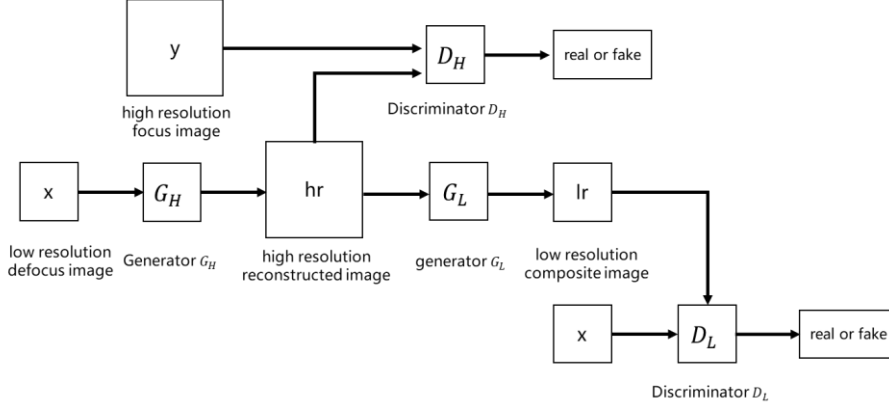 y
D_H
real or fake
high resolution
focus image
Discriminator D_H
x
G_H
hr
G_L
lr
low resolution
defocus image
Generator G_H
high resolution
reconstructed image
generator G_L
low resolution
composite image
x
D_L
real or fake
Discriminator D_L